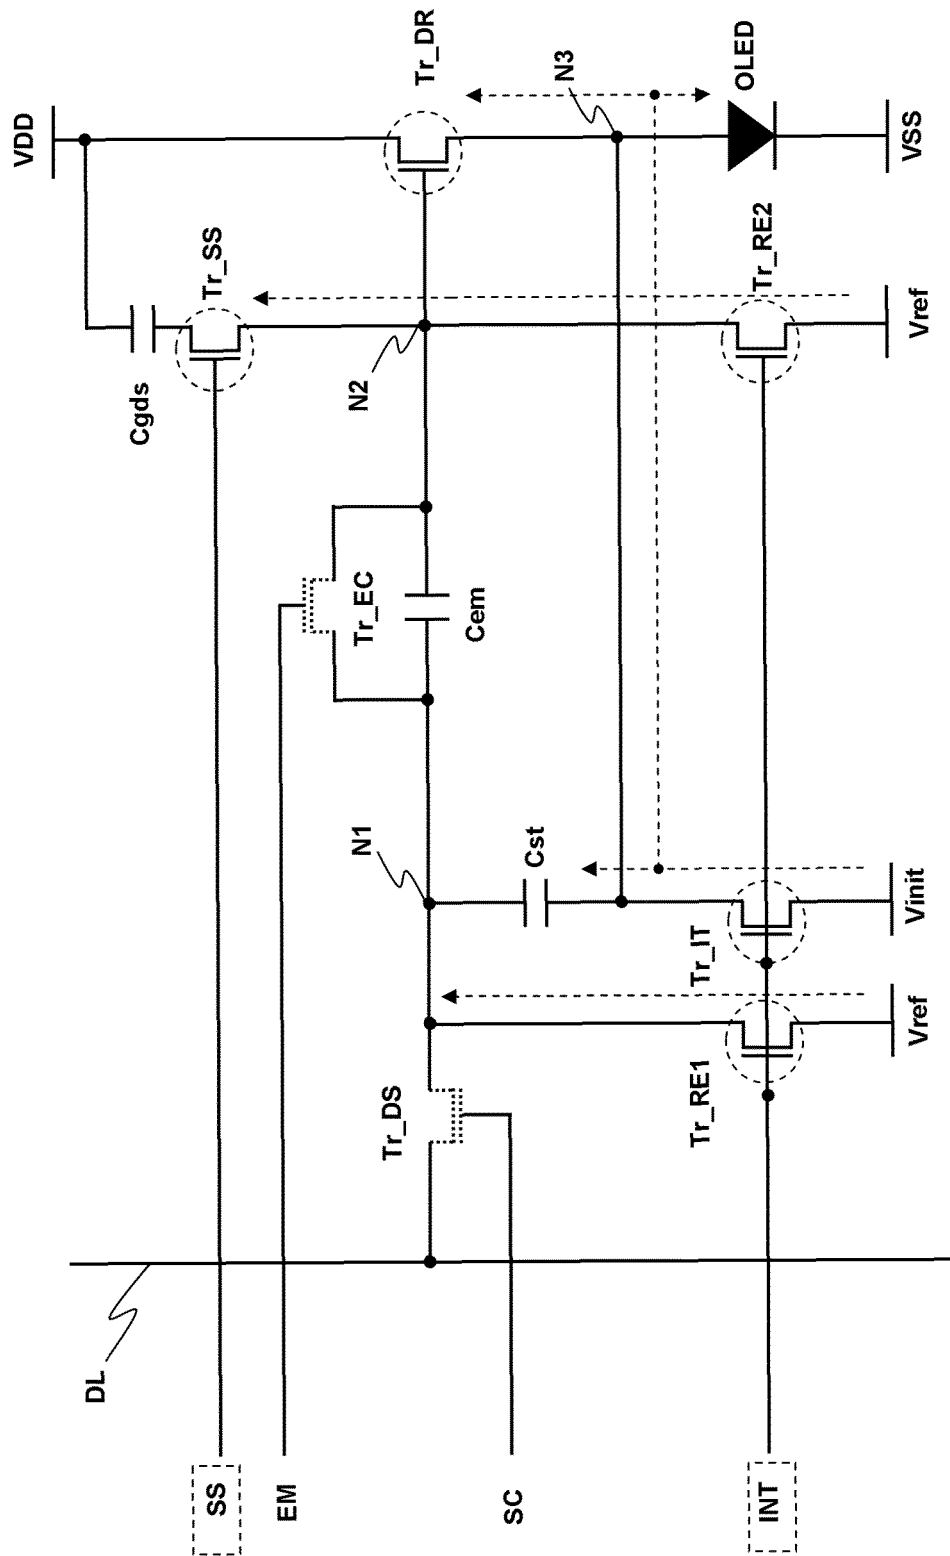 VDD
Tr_DR
N3
OLED
VSS
Cgds
Tr_SS
N2
Tr_RE2
Vref
Tr_EC
Cem
N1
Cst
Tr_IT
Vinit
Tr_DS
Tr_RE1
Vref
DL
SS
EM
SC
INT